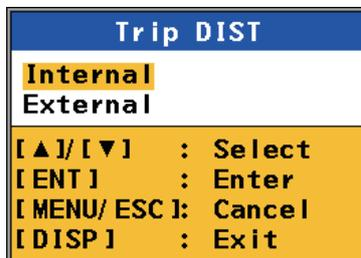 Trip DIST
Internal
External
[▲]/[▼] : Select
[ENT] : Enter
[MENU/ESC]: Cancel
[DISP] : Exit